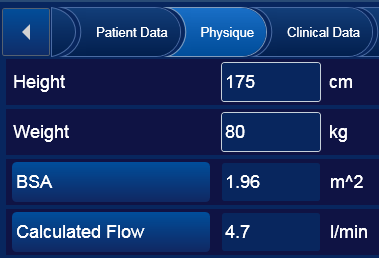 Patient Data Physique Clinical Data
Height 175 cm
Weight 80 kg
BSA 1.96 m^2
Calculated Flow 4.7 l/min